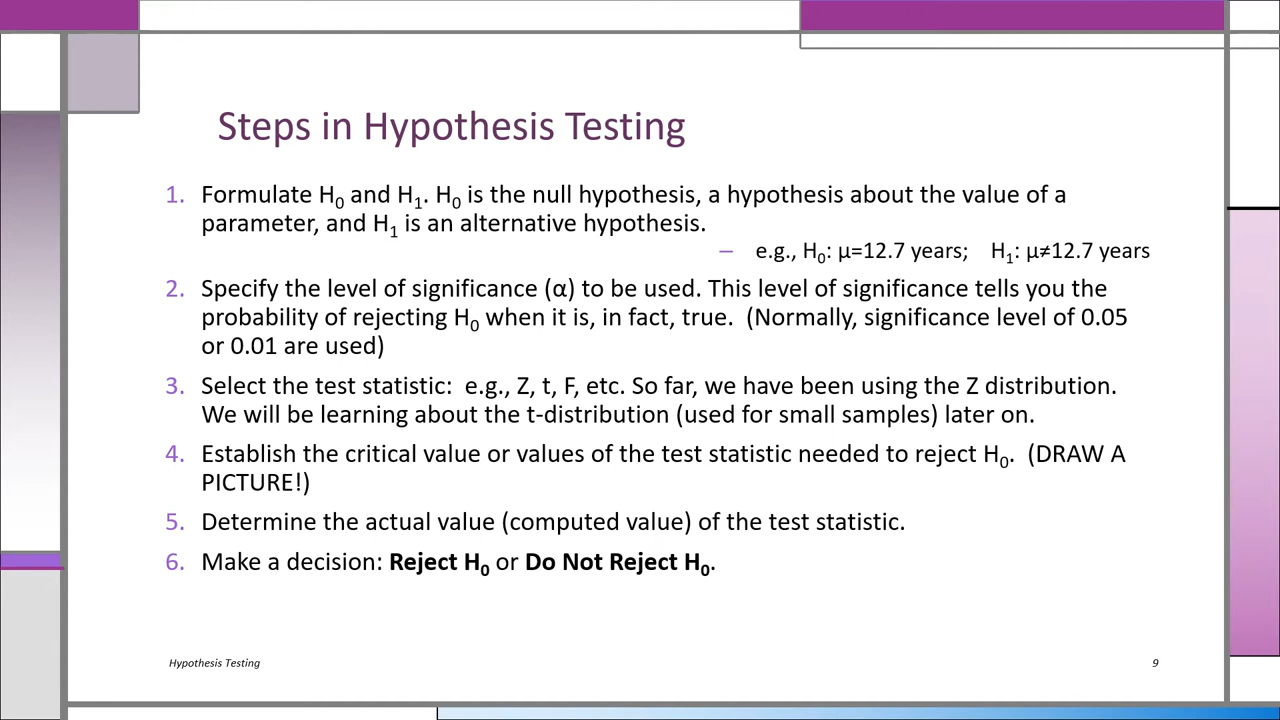 Steps in Hypothesis Testing
1. Formulate H₀ and H₁. H₀ is the null hypothesis, a hypothesis about the value of a
parameter, and H₁ is an alternative hypothesis.
– e.g., H₀: μ=12.7 years; H₁: μ≠12.7 years
2. Specify the level of significance (α) to be used. This level of significance tells you the
probability of rejecting H₀ when it is, in fact, true. (Normally, significance level of 0.05
or 0.01 are used)
3. Select the test statistic: e.g., Z, t, F, etc. So far, we have been using the Z distribution.
We will be learning about the t-distribution (used for small samples) later on.
4. Establish the critical value or values of the test statistic needed to reject H₀. (DRAW A
PICTURE!)
5. Determine the actual value (computed value) of the test statistic.
6. Make a decision: Reject H₀ or Do Not Reject H₀.
Hypothesis Testing 9